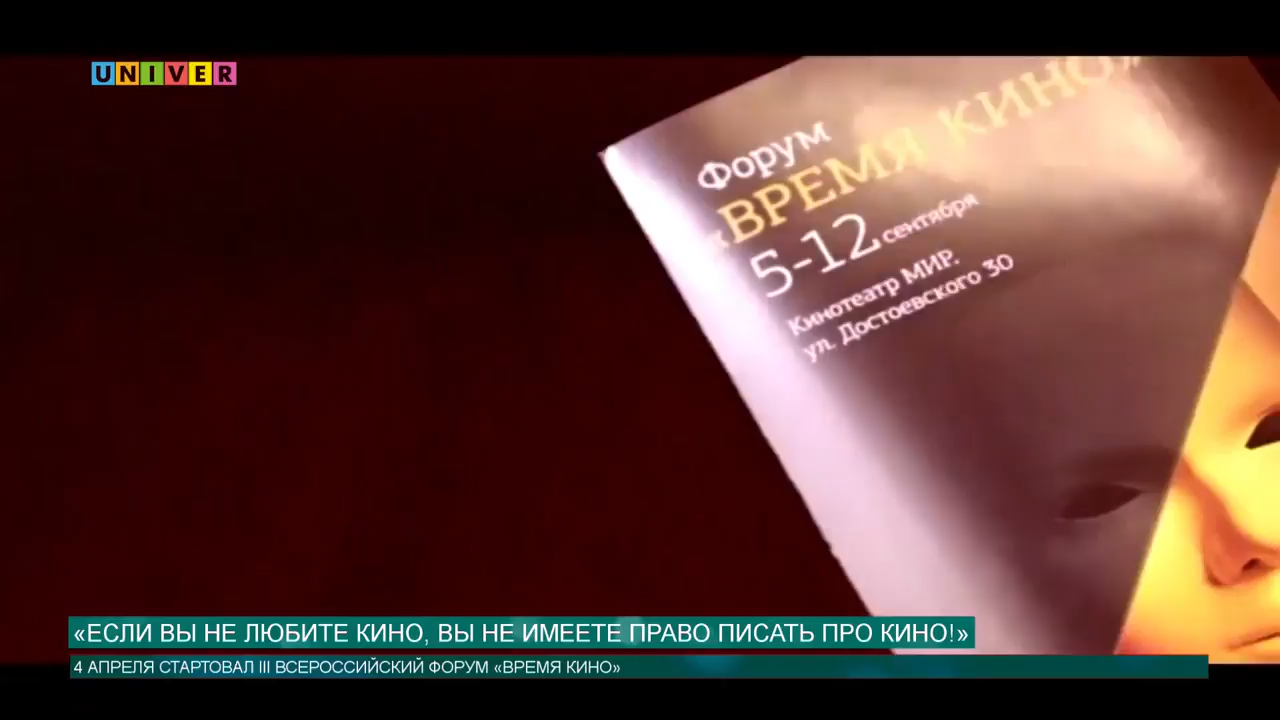 UNIVER
Форум
«ВРЕМЯ КИНО»
5-12 сентября
Кинотеатр МИР.
ул. Достоевского 30
«ЕСЛИ ВЫ НЕ ЛЮБИТЕ КИНО, ВЫ НЕ ИМЕЕТЕ ПРАВО ПИСАТЬ ПРО КИНО!»
4 АПРЕЛЯ СТАРТОВАЛ III ВСЕРОССИЙСКИЙ ФОРУМ «ВРЕМЯ КИНО»